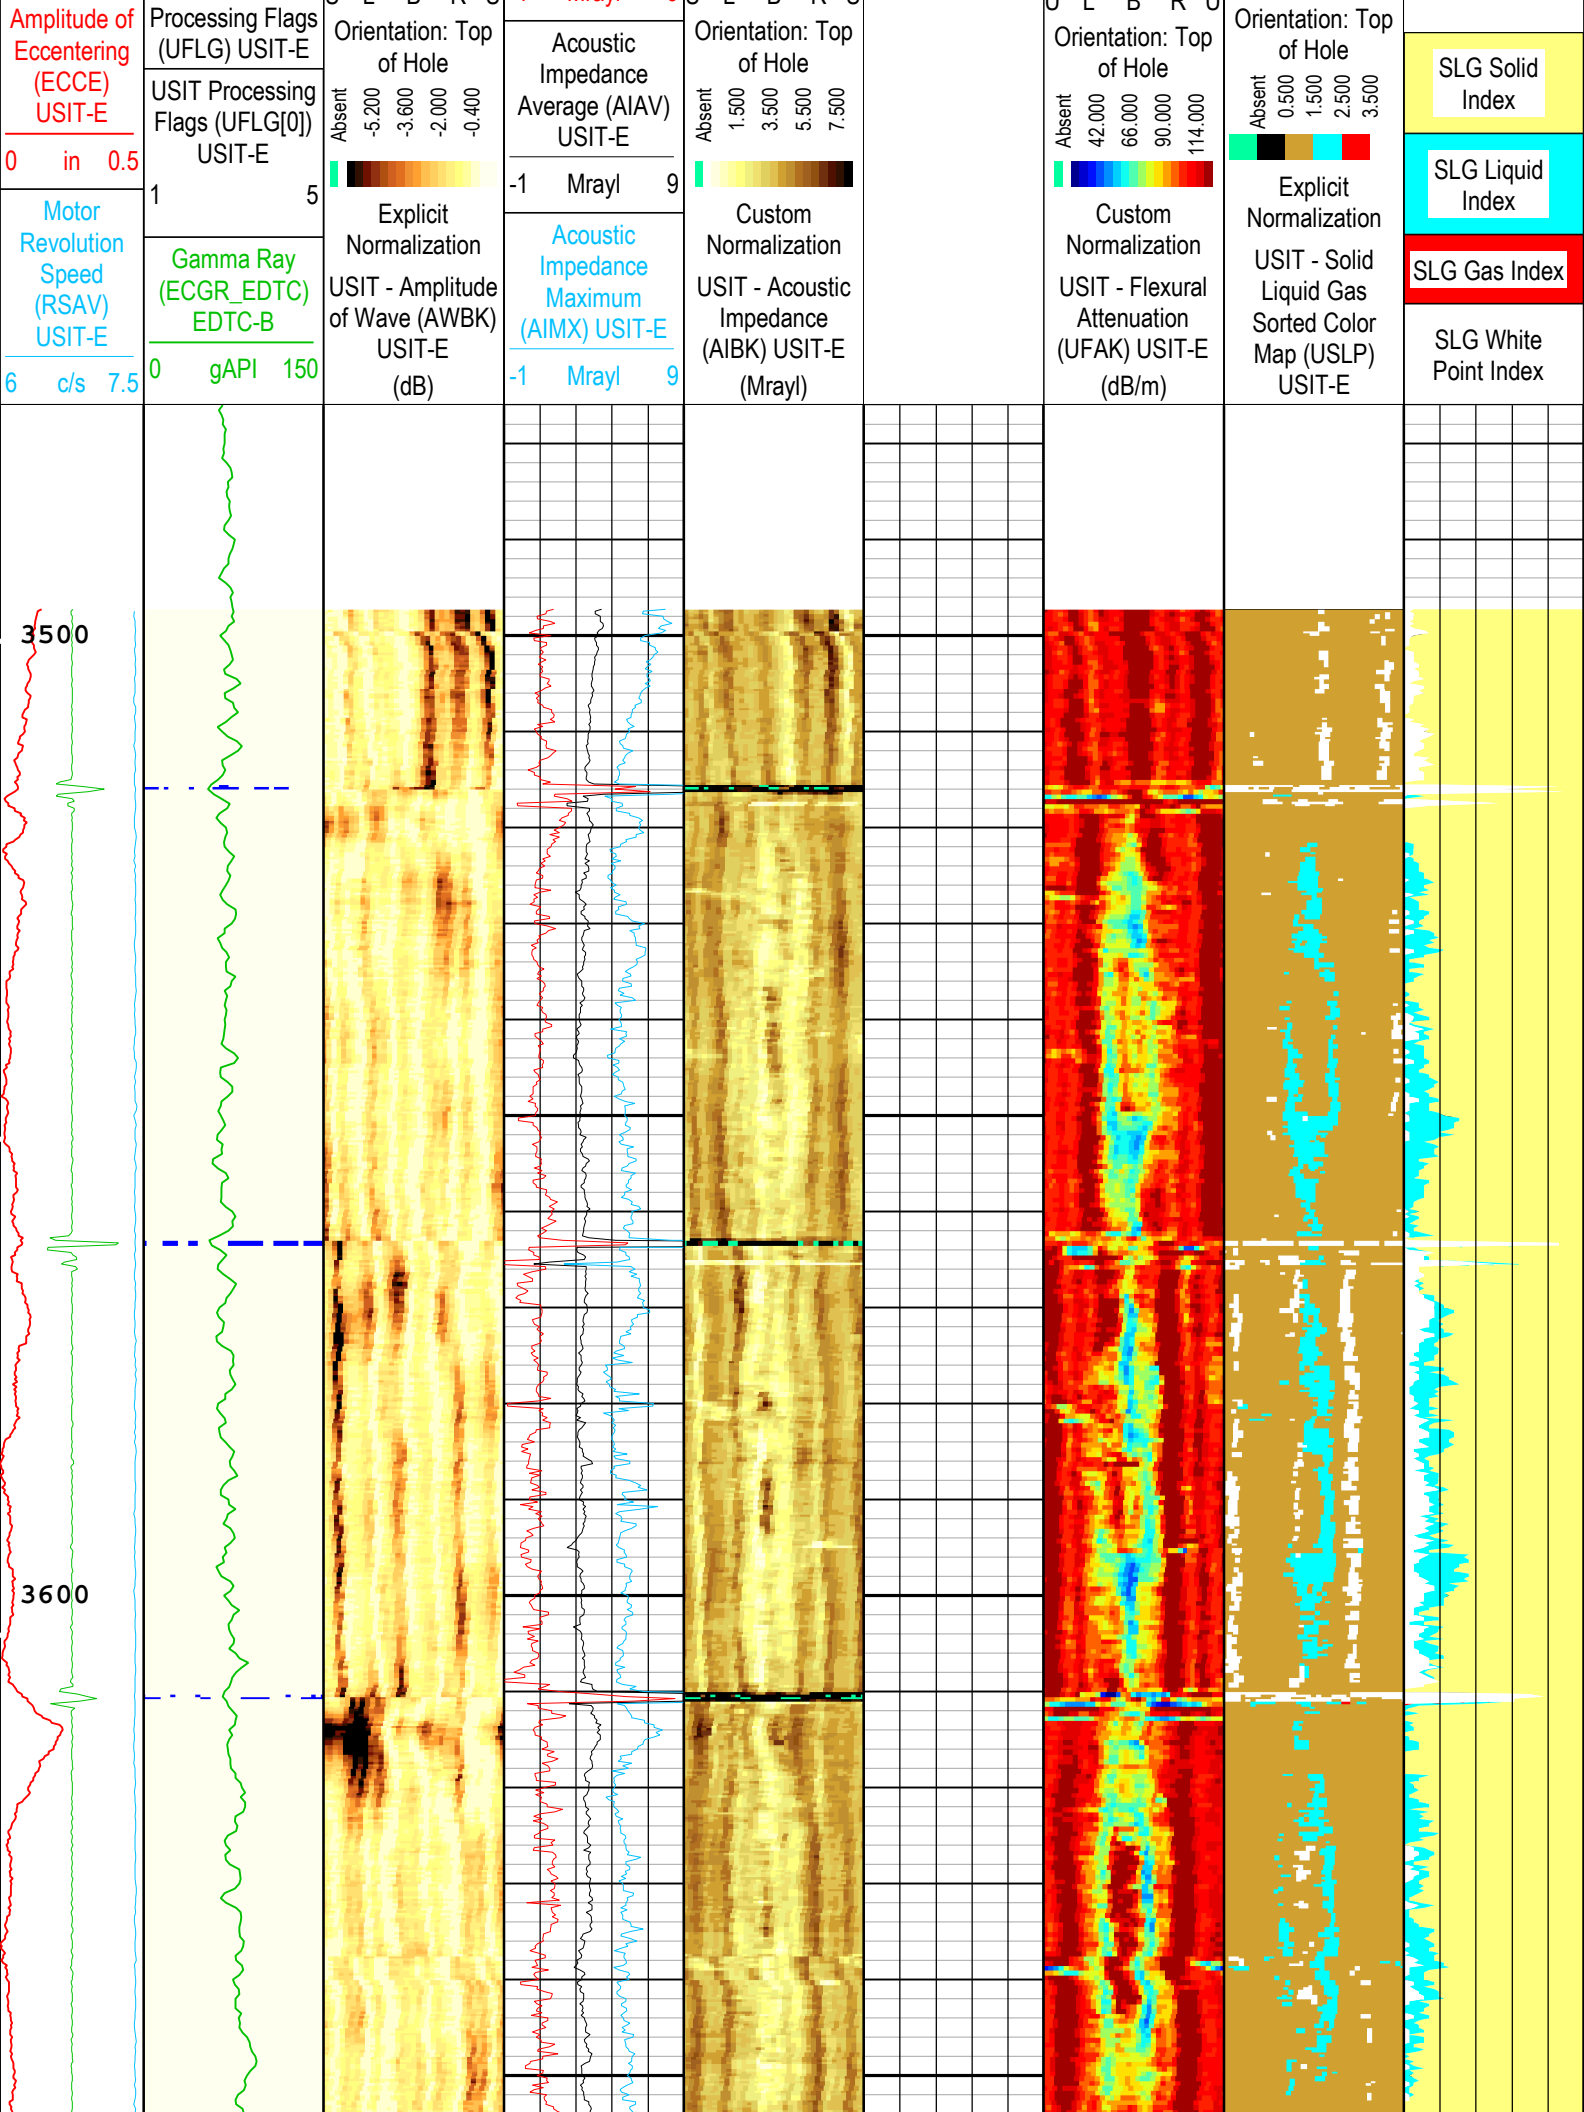 Amplitude of
Eccentering
(ECCE)
USIT-E
0 in 0.5
Motor
Revolution
Speed
(RSAV)
USIT-E
6 c/s 7.5
Processing Flags
(UFLG) USIT-E
USIT Processing
Flags (UFLG[0])
USIT-E
1 5
Gamma Ray
(ECGR_EDTC)
EDTC-B
0 gAPI 150
U L B R U
Orientation: Top
of Hole
Absent
-5.200
-3.600
-2.000
-0.400
Explicit
Normalization
USIT - Amplitude
of Wave (AWBK)
USIT-E
(dB)
Mrayl
Acoustic
Impedance
Average (AIAV)
USIT-E
-1 Mrayl 9
Acoustic
Impedance
Maximum
(AIMX) USIT-E
-1 Mrayl 9
U L B R U
Orientation: Top
of Hole
Absent
1.500
3.500
5.500
7.500
Custom
Normalization
USIT - Acoustic
Impedance
(AIBK) USIT-E
(Mrayl)
U L B R U
Orientation: Top
of Hole
Absent
42.000
66.000
90.000
114.000
Custom
Normalization
USIT - Flexural
Attenuation
(UFAK) USIT-E
(dB/m)
Orientation: Top
of Hole
Absent
0.500
1.500
2.500
3.500
Explicit
Normalization
USIT - Solid
Liquid Gas
Sorted Color
Map (USLP)
USIT-E
SLG Solid
Index
SLG Liquid
Index
SLG Gas Index
SLG White
Point Index
3500
3600